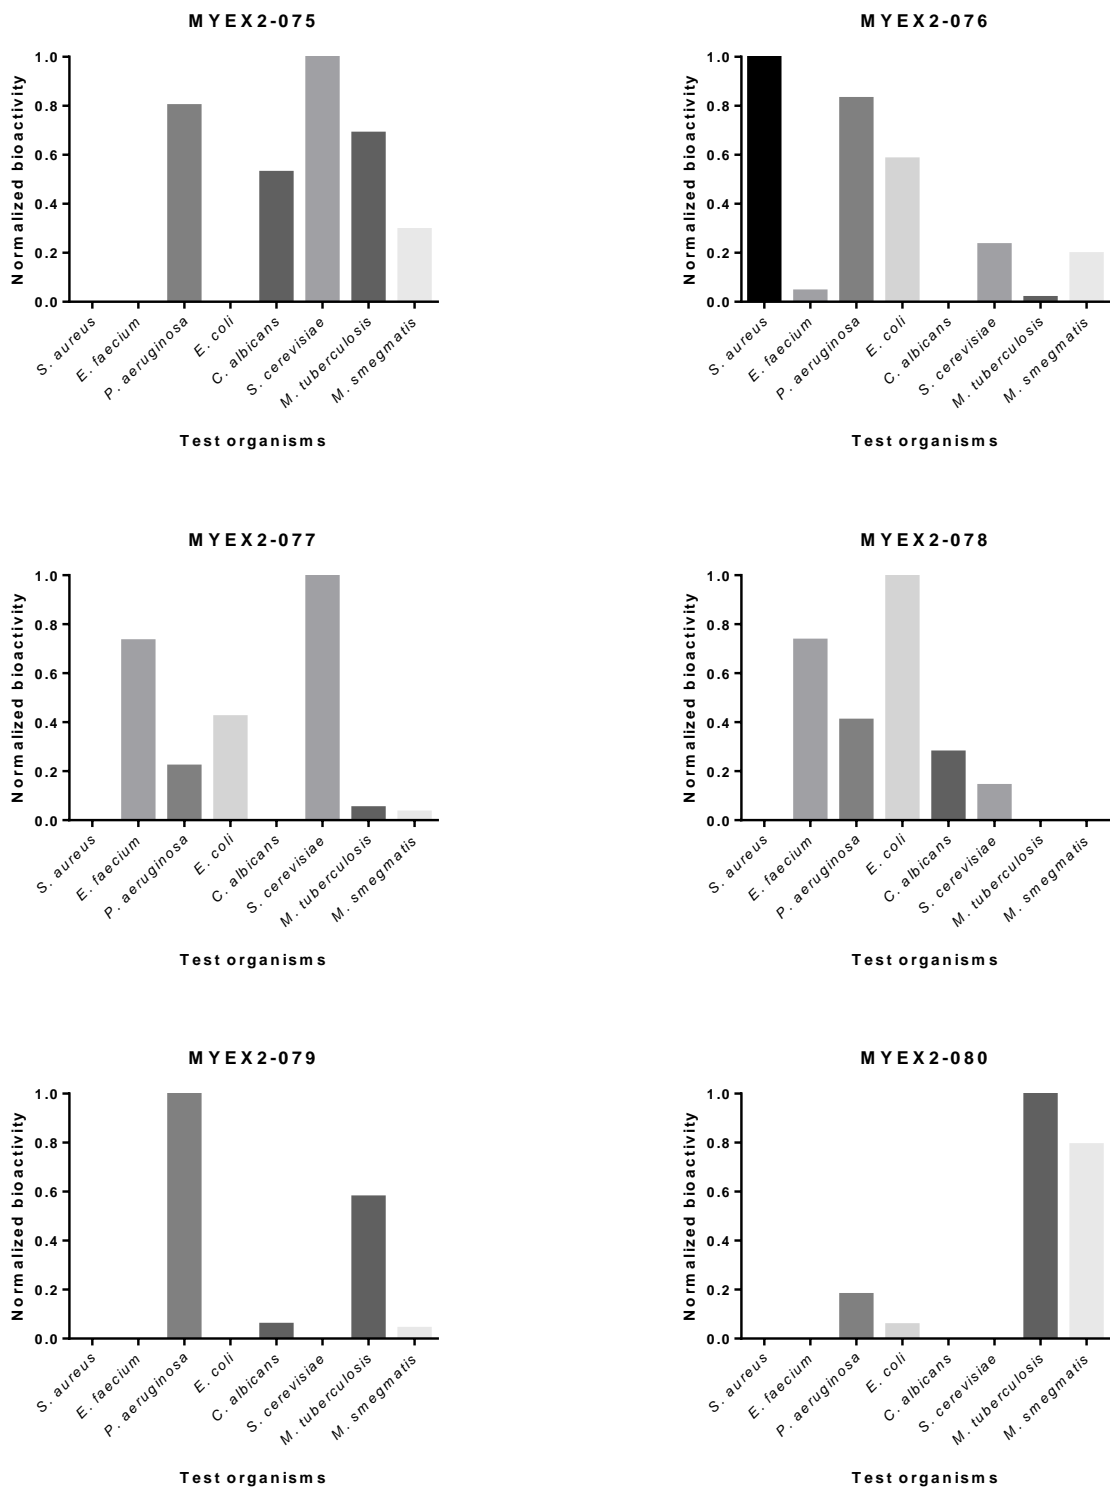 MYEX2-075
Normalized bioactivity
1.0
0.8
0.6
0.4
0.2
0.0
S. aureus
E. faecium
P. aeruginosa
E. coli
C. albicans
S. cerevisiae
M. tuberculosis
M. smegmatis
Test organisms
MYEX2-076
Normalized bioactivity
1.0
0.8
0.6
0.4
0.2
0.0
S. aureus
E. faecium
P. aeruginosa
E. coli
C. albicans
S. cerevisiae
M. tuberculosis
M. smegmatis
Test organisms
MYEX2-077
Normalized bioactivity
1.0
0.8
0.6
0.4
0.2
0.0
S. aureus
E. faecium
P. aeruginosa
E. coli
C. albicans
S. cerevisiae
M. tuberculosis
M. smegmatis
Test organisms
MYEX2-078
Normalized bioactivity
1.0
0.8
0.6
0.4
0.2
0.0
S. aureus
E. faecium
P. aeruginosa
E. coli
C. albicans
S. cerevisiae
M. tuberculosis
M. smegmatis
Test organisms
MYEX2-079
Normalized bioactivity
1.0
0.8
0.6
0.4
0.2
0.0
S. aureus
E. faecium
P. aeruginosa
E. coli
C. albicans
S. cerevisiae
M. tuberculosis
M. smegmatis
Test organisms
MYEX2-080
Normalized bioactivity
1.0
0.8
0.6
0.4
0.2
0.0
S. aureus
E. faecium
P. aeruginosa
E. coli
C. albicans
S. cerevisiae
M. tuberculosis
M. smegmatis
Test organisms